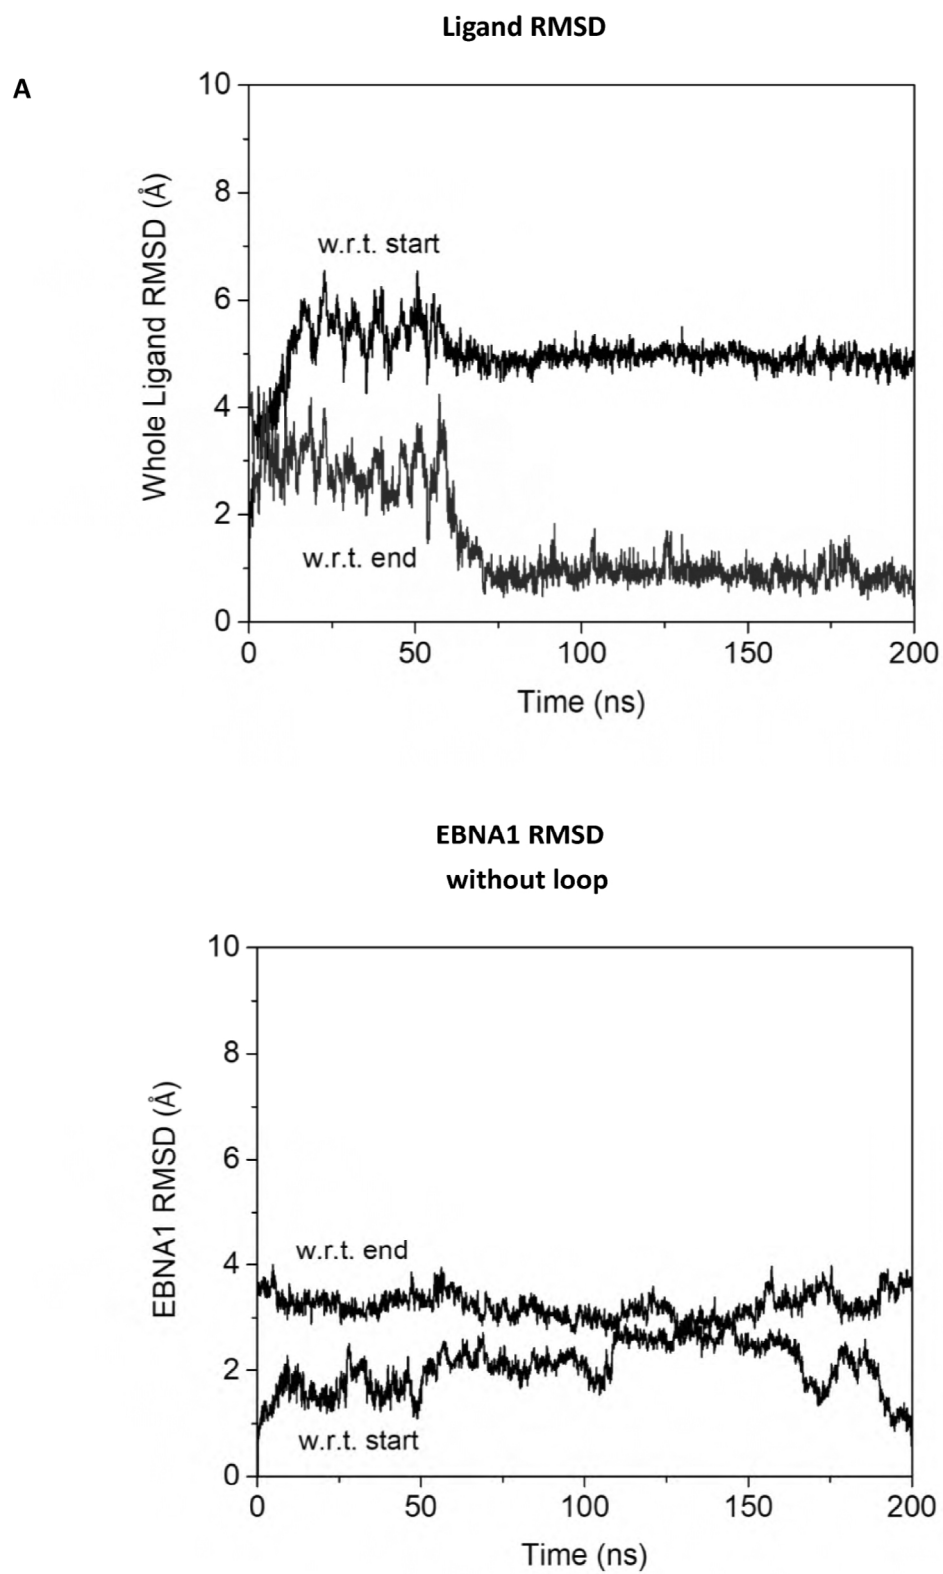 Ligand RMSD
A
Whole Ligand RMSD (Å)
10
8
6
4
2
0
w.r.t. start
w.r.t. end
0 50 100 150 200
Time (ns)
EBNA1 RMSD
without loop
EBNA1 RMSD (Å)
10
8
6
4
2
0
w.r.t. end
w.r.t. start
0 50 100 150 200
Time (ns)